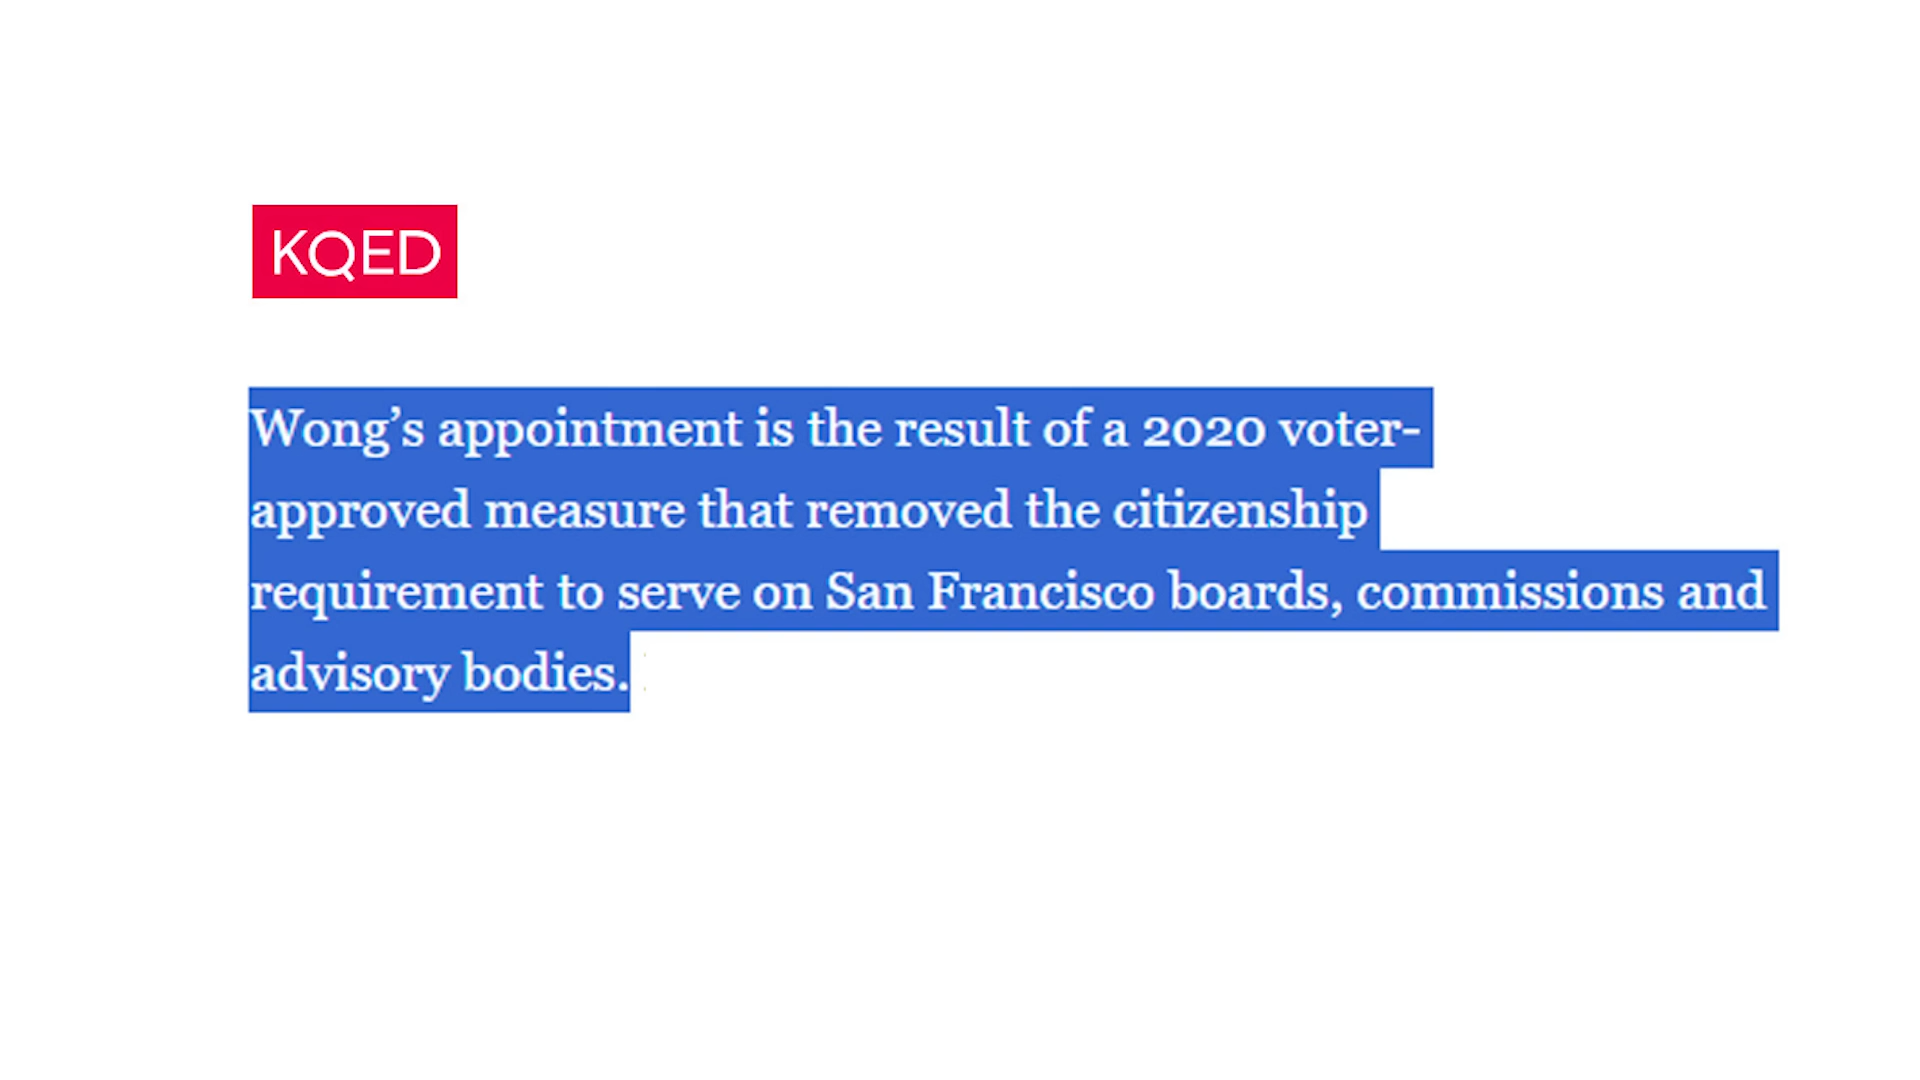 KQED
Wong’s appointment is the result of a 2020 voter-
approved measure that removed the citizenship
requirement to serve on San Francisco boards, commissions and
advisory bodies.